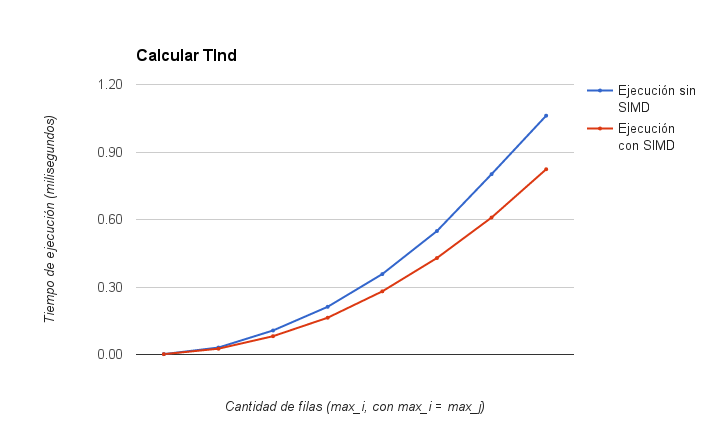 Calcular TInd
1.20
0.90
0.60
0.30
0.00
Tiempo de ejecución (milisegundos)
Cantidad de filas (max_i, con max_i = max_j)
Ejecución sin
SIMD
Ejecución
con SIMD